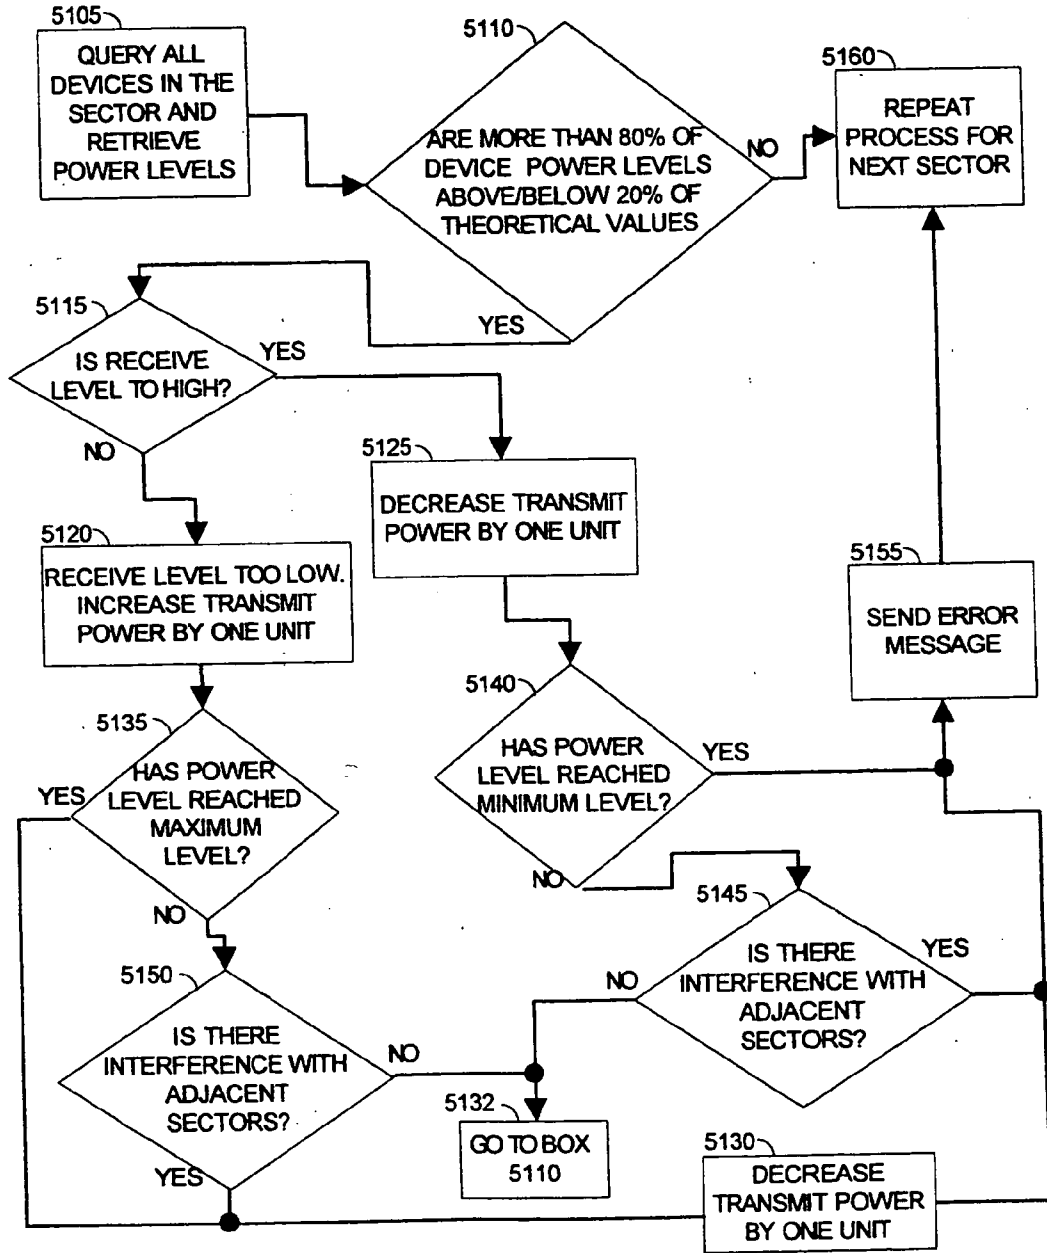 5105
QUERY ALL
DEVICES IN THE
SECTOR AND
RETRIEVE
POWER LEVELS
5110
ARE MORE THAN 80% OF
DEVICE POWER LEVELS
ABOVE/BELOW 20% OF
THEORETICAL VALUES
NO
YES
5160
REPEAT
PROCESS FOR
NEXT SECTOR
5115
IS RECEIVE
LEVEL TO HIGH?
YES
NO
5125
DECREASE TRANSMIT
POWER BY ONE UNIT
5120
RECEIVE LEVEL TOO LOW.
INCREASE TRANSMIT
POWER BY ONE UNIT
5155
SEND ERROR
MESSAGE
5140
HAS POWER
LEVEL REACHED
MINIMUM LEVEL?
YES
NO
5135
HAS POWER
LEVEL REACHED
MAXIMUM
LEVEL?
YES
NO
5145
IS THERE
INTERFERENCE WITH
ADJACENT
SECTORS?
YES
NO
5150
IS THERE
INTERFERENCE WITH
ADJACENT
SECTORS?
NO
YES
5132
GO TO BOX
5110
5130
DECREASE
TRANSMIT POWER
BY ONE UNIT